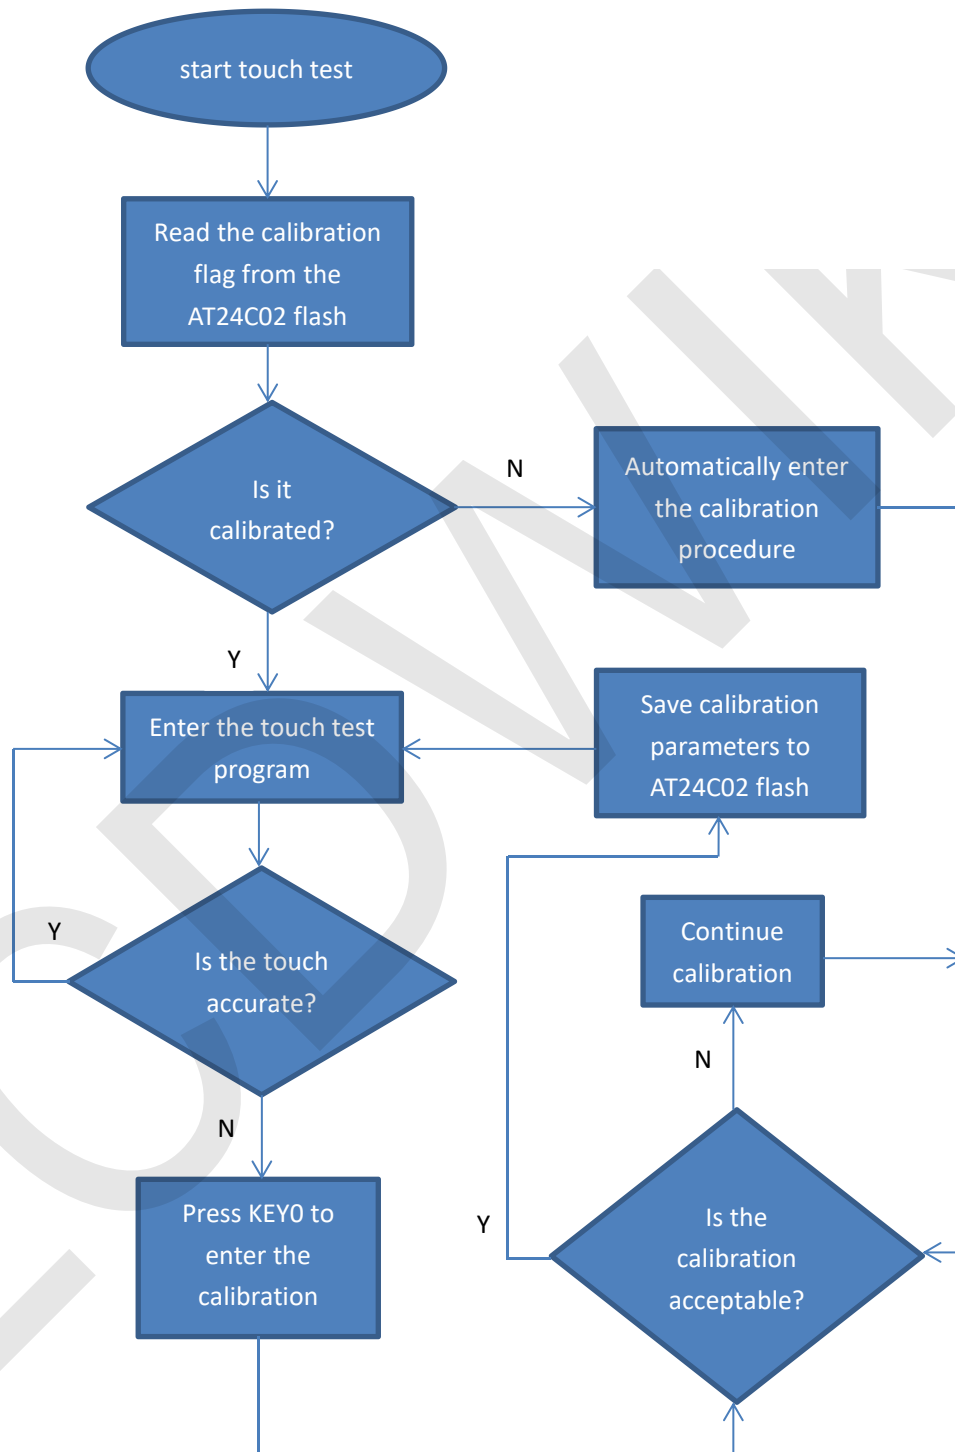 start touch test
Read the calibration
flag from the
AT24C02 flash
Is it
calibrated?
N
Automatically enter
the calibration
procedure
Y
Enter the touch test
program
Save calibration
parameters to
AT24C02 flash
Y
Is the touch
accurate?
Continue
calibration
N
N
Press KEY0 to
enter the
calibration
Y
Is the
calibration
acceptable?